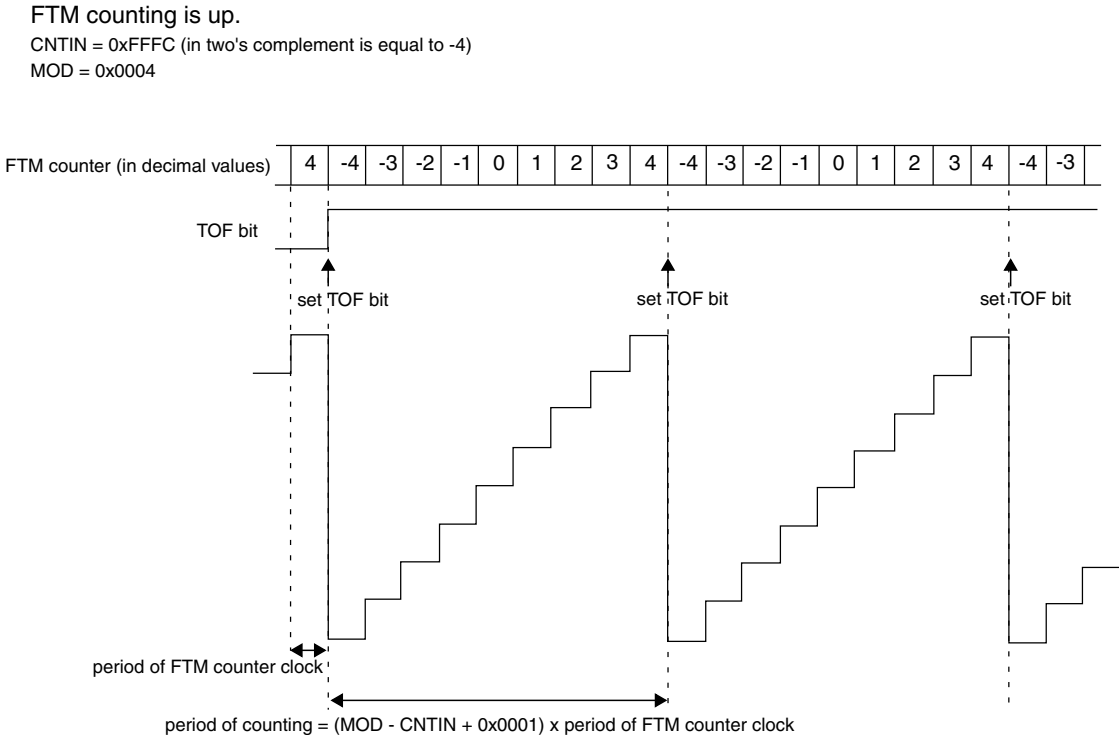 FTM counting is up.
CNTIN = 0xFFFC (in two's complement is equal to -4)
MOD = 0x0004
FTM counter (in decimal values) 4 -4 -3 -2 -1 0 1 2 3 4 -4 -3 -2 -1 0 1 2 3 4 -4 -3
TOF bit
set TOF bit set TOF bit set TOF bit
period of FTM counter clock
period of counting = (MOD - CNTIN + 0x0001) x period of FTM counter clock